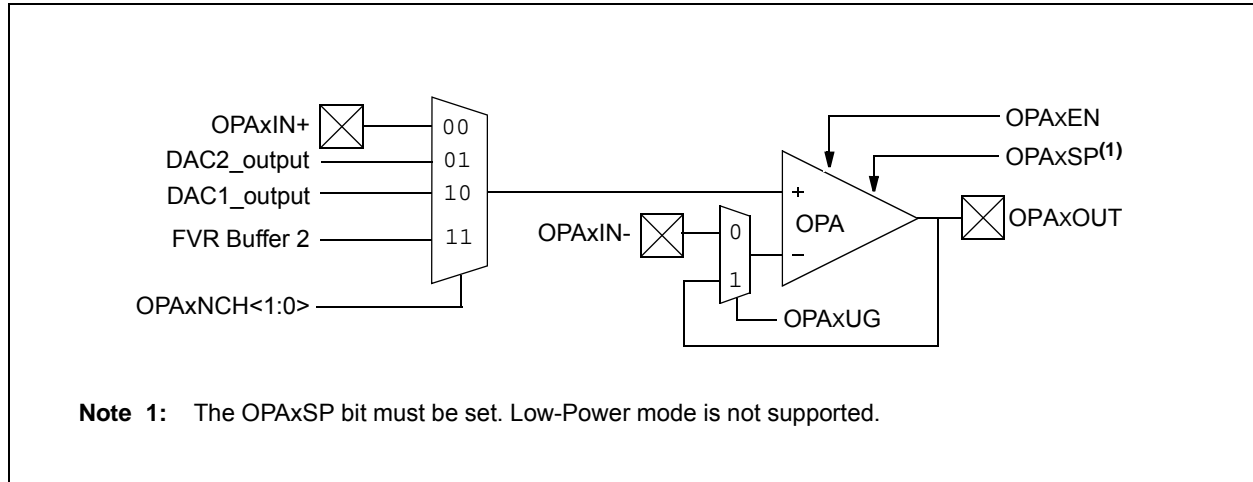 OPAxIN+
DAC2_output
DAC1_output
FVR Buffer 2
OPAxNCH<1:0>
00
01
10
11
OPAxIN-
0
1
OPAxUG
+
OPA
−
OPAxEN
OPAxSP(1)
OPAxOUT
Note 1: The OPAxSP bit must be set. Low-Power mode is not supported.